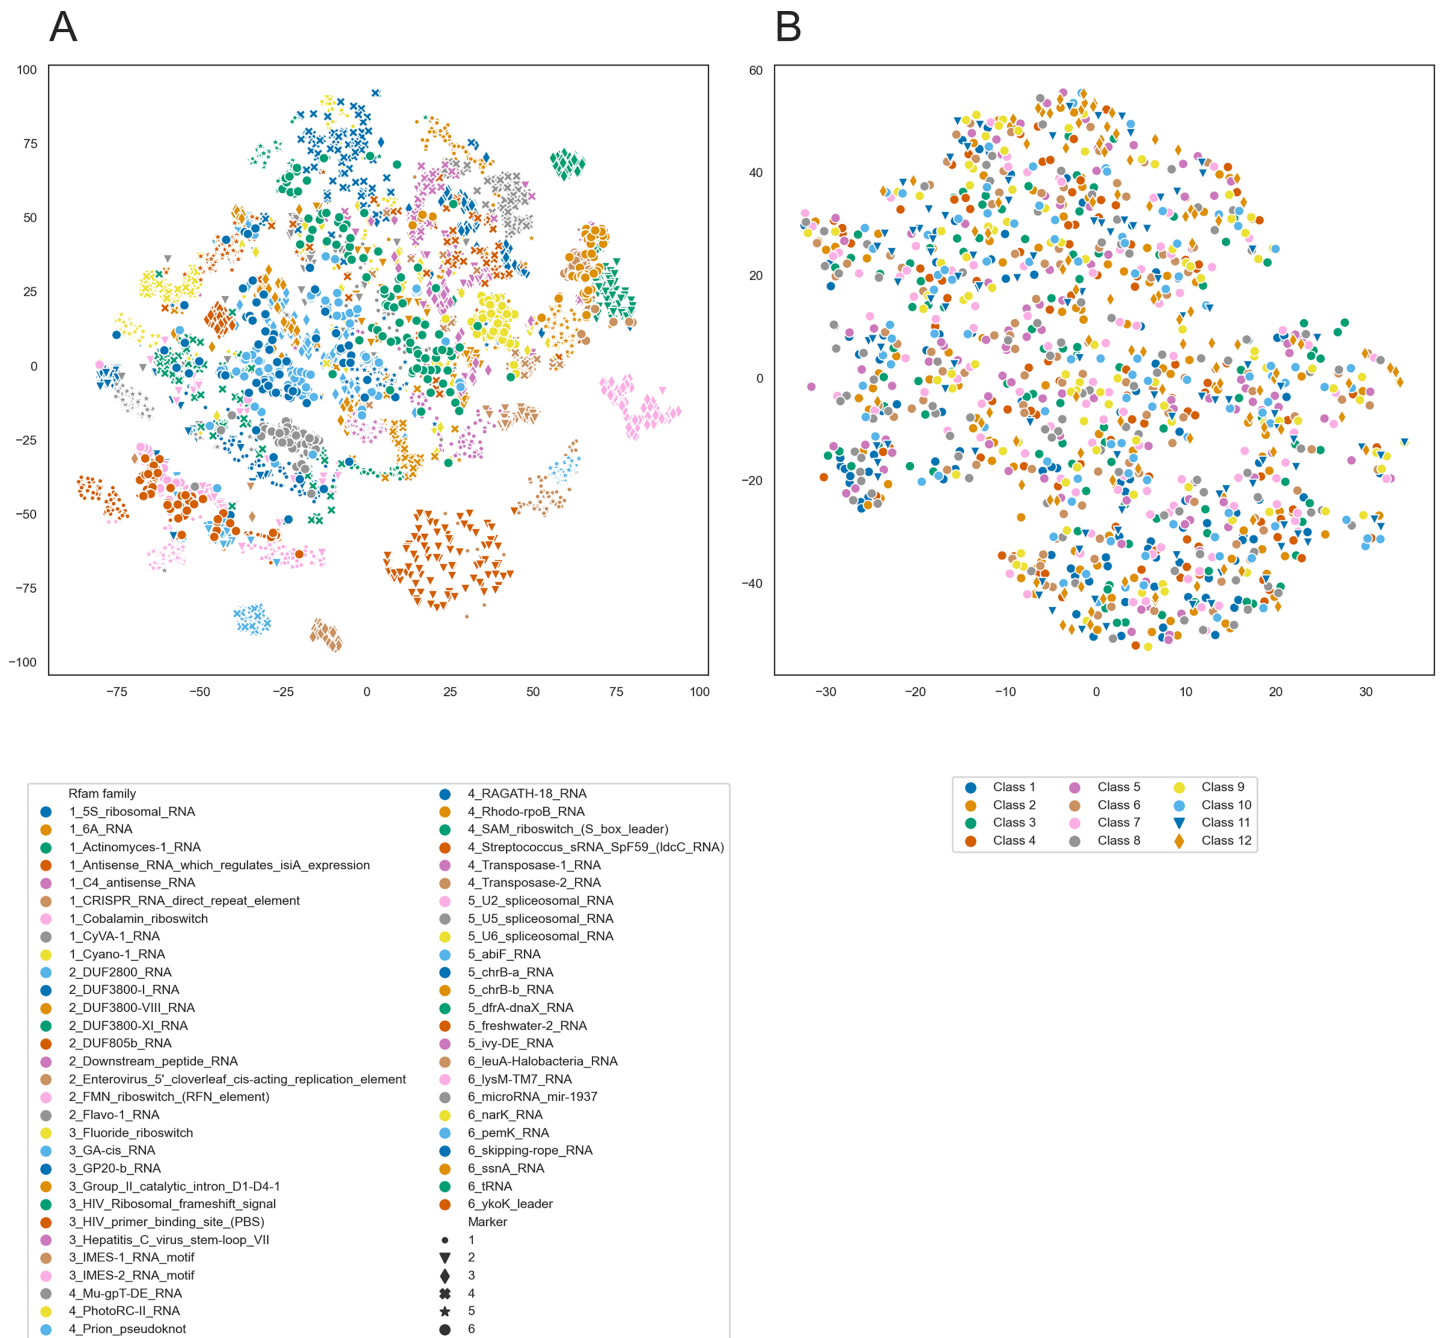 A
B
100
75
50
25
0
−25
−50
−75
−100
−75
−50
−25
0
25
50
75
100
60
40
20
0
−20
−40
−30
−20
−10
0
10
20
30
Rfam family
1_5S_ribosomal_RNA
1_6A_RNA
1_Actinomyces-1_RNA
1_Antisense_RNA_which_regulates_isiA_expression
1_C4_antisense_RNA
1_CRISPR_RNA_direct_repeat_element
1_Cobalamin_riboswitch
1_CyVA-1_RNA
1_Cyano-1_RNA
2_DUF2800_RNA
2_DUF3800-I_RNA
2_DUF3800-VIII_RNA
2_DUF3800-XI_RNA
2_DUF805b_RNA
2_Downstream_peptide_RNA
2_Enterovirus_5'_cloverleaf_cis-acting_replication_element
2_FMN_riboswitch_(RFN_element)
2_Flavo-1_RNA
3_Fluoride_riboswitch
3_GA-cis_RNA
3_GP20-b_RNA
3_Group_II_catalytic_intron_D1-D4-1
3_HIV_Ribosomal_frameshift_signal
3_HIV_primer_binding_site_(PBS)
3_Hepatitis_C_virus_stem-loop_VII
3_IMES-1_RNA_motif
3_IMES-2_RNA_motif
4_Mu-gpT-DE_RNA
4_PhotoRC-II_RNA
4_Prion_pseudoknot
4_RAGATH-18_RNA
4_Rhodo-rpoB_RNA
4_SAM_riboswitch_(S_box_leader)
4_Streptococcus_sRNA_SpF59_(ldcC_RNA)
4_Transposase-1_RNA
4_Transposase-2_RNA
5_U2_spliceosomal_RNA
5_U5_spliceosomal_RNA
5_U6_spliceosomal_RNA
5_abiF_RNA
5_chrB-a_RNA
5_chrB-b_RNA
5_dfrA-dnaX_RNA
5_freshwater-2_RNA
5_ivy-DE_RNA
6_leuA-Halobacteria_RNA
6_lysM-TM7_RNA
6_microRNA_mir-1937
6_narK_RNA
6_pemK_RNA
6_skipping-rope_RNA
6_ssnA_RNA
6_tRNA
6_ykoK_leader
Marker
1
2
3
4
5
6
Class 1
Class 2
Class 3
Class 4
Class 5
Class 6
Class 7
Class 8
Class 9
Class 10
Class 11
Class 12